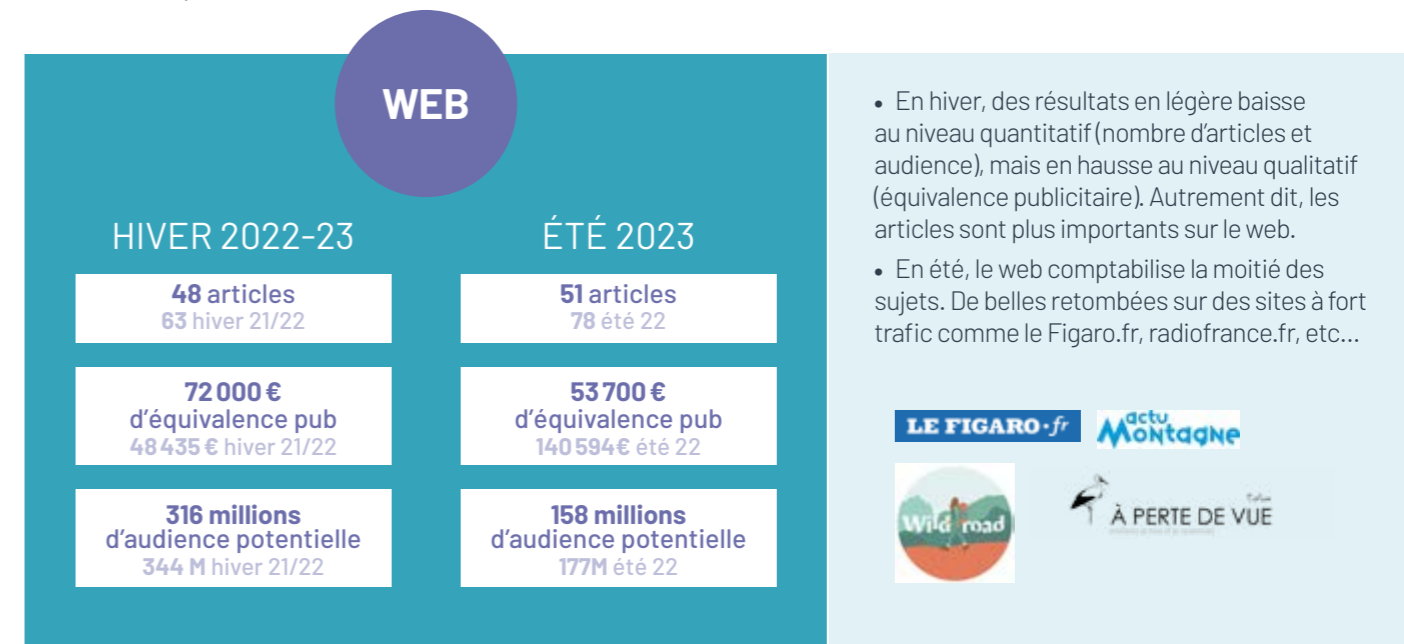 WEB
HIVER 2022-23
48 articles
63 hiver 21/22
72 000 €
d'équivalence pub
48 435 € hiver 21/22
316 millions
d'audience potentielle
344 M hiver 21/22
ÉTÉ 2023
51 articles
78 été 22
53 700 €
d'équivalence pub
140 594€ été 22
158 millions
d'audience potentielle
177M été 22
• En hiver, des résultats en légère baisse
au niveau quantitatif (nombre d'articles et
audience), mais en hausse au niveau qualitatif
(équivalence publicitaire). Autrement dit, les
articles sont plus importants sur le web.
• En été, le web comptabilise la moitié des
sujets. De belles retombées sur des sites à fort
trafic comme le Figaro.fr, radiofrance.fr, etc...
LE FIGARO·fr
actu
Montagne
Wild road
À PERTE DE VUE